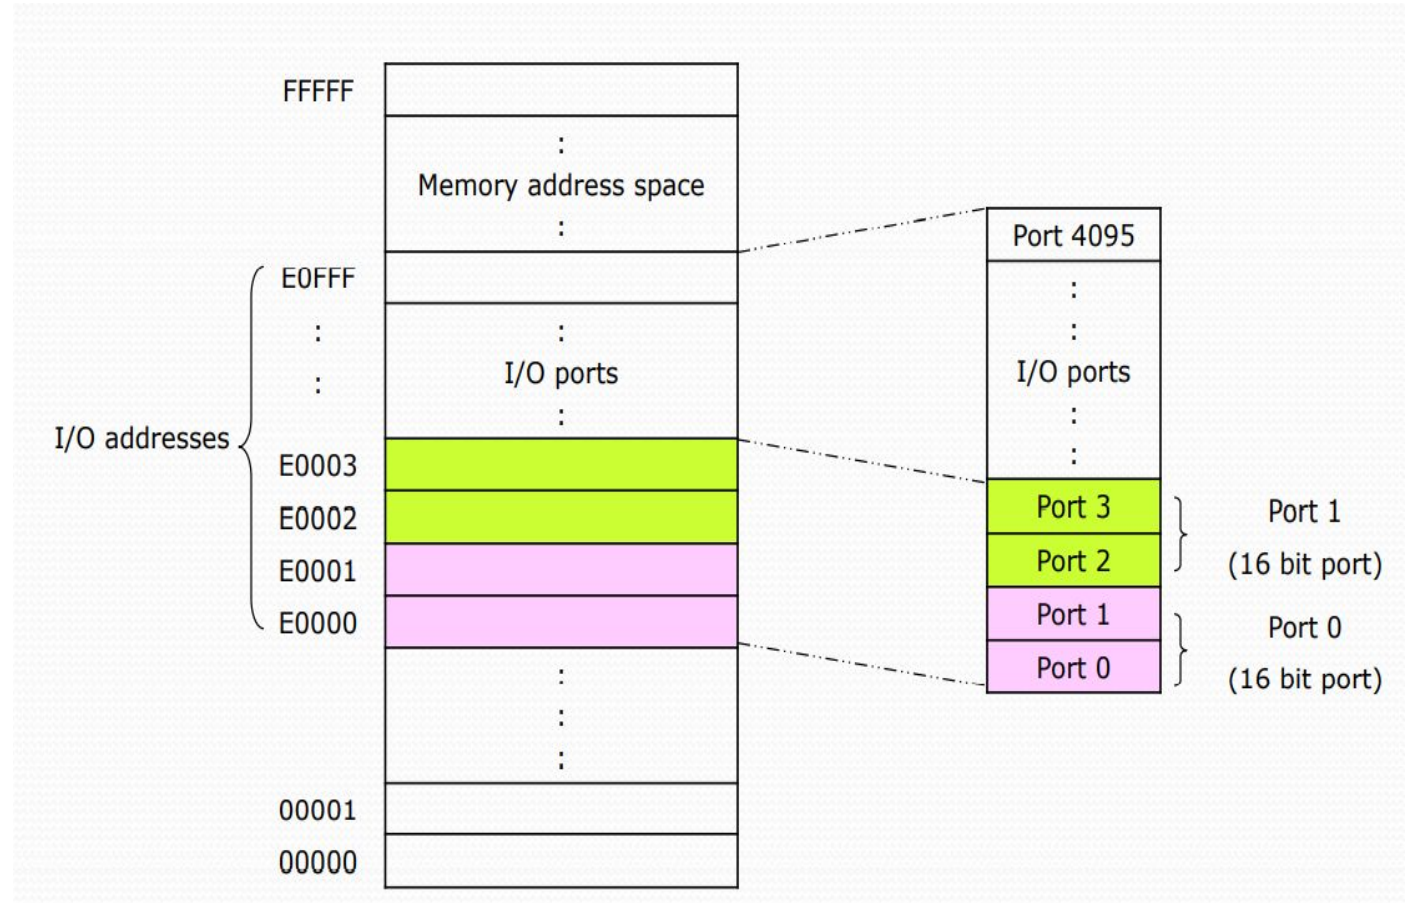 FFFFF
:
Memory address space
:
E0FFF
:
:
:
I/O ports
:
I/O addresses
E0003
E0002
E0001
E0000
:
:
:
00001
00000
Port 4095
:
:
I/O ports
:
:
Port 3
Port 2
Port 1
Port 0
Port 1
(16 bit port)
Port 0
(16 bit port)